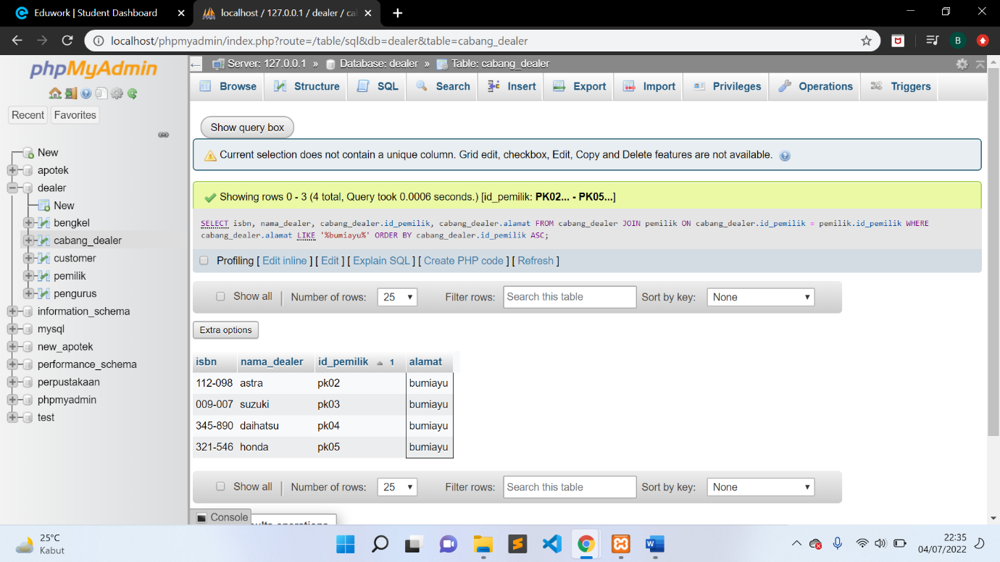 Eduwork | Student Dashboard
localhost / 127.0.0.1 / dealer / ca
localhost/phpmyadmin/index.php?route=/table/sql&db=dealer&table=cabang_dealer
B
phpMyAdmin
Recent
Favorites
New
apotek
dealer
New
bengkel
cabang_dealer
customer
pemilik
pengurus
information_schema
mysql
new_apotek
performance_schema
perpustakaan
phpmyadmin
test
Server: 127.0.0.1 » Database: dealer » Table: cabang_dealer
Browse Structure SQL Search Insert Export Import Privileges Operations Triggers
Show query box
Current selection does not contain a unique column. Grid edit, checkbox, Edit, Copy and Delete features are not available.
Showing rows 0 - 3 (4 total, Query took 0.0006 seconds.) [id_pemilik: PK02... - PK05...]
SELECT isbn, nama_dealer, cabang_dealer.id_pemilik, cabang_dealer.alamat FROM cabang_dealer JOIN pemilik ON cabang_dealer.id_pemilik = pemilik.id_pemilik WHERE
cabang_dealer.alamat LIKE '%bumiayu%' ORDER BY cabang_dealer.id_pemilik ASC;
Profiling [ Edit inline ] [ Edit ] [ Explain SQL ] [ Create PHP code ] [ Refresh ]
Show all | Number of rows: 25 Filter rows: Search this table Sort by key: None
Extra options
isbn nama_dealer id_pemilik 1 alamat
112-098 astra pk02 bumiayu
009-007 suzuki pk03 bumiayu
345-890 daihatsu pk04 bumiayu
321-546 honda pk05 bumiayu
Show all | Number of rows: 25 Filter rows: Search this table Sort by key: None
Console
25°C
Kabut
22:35
04/07/2022